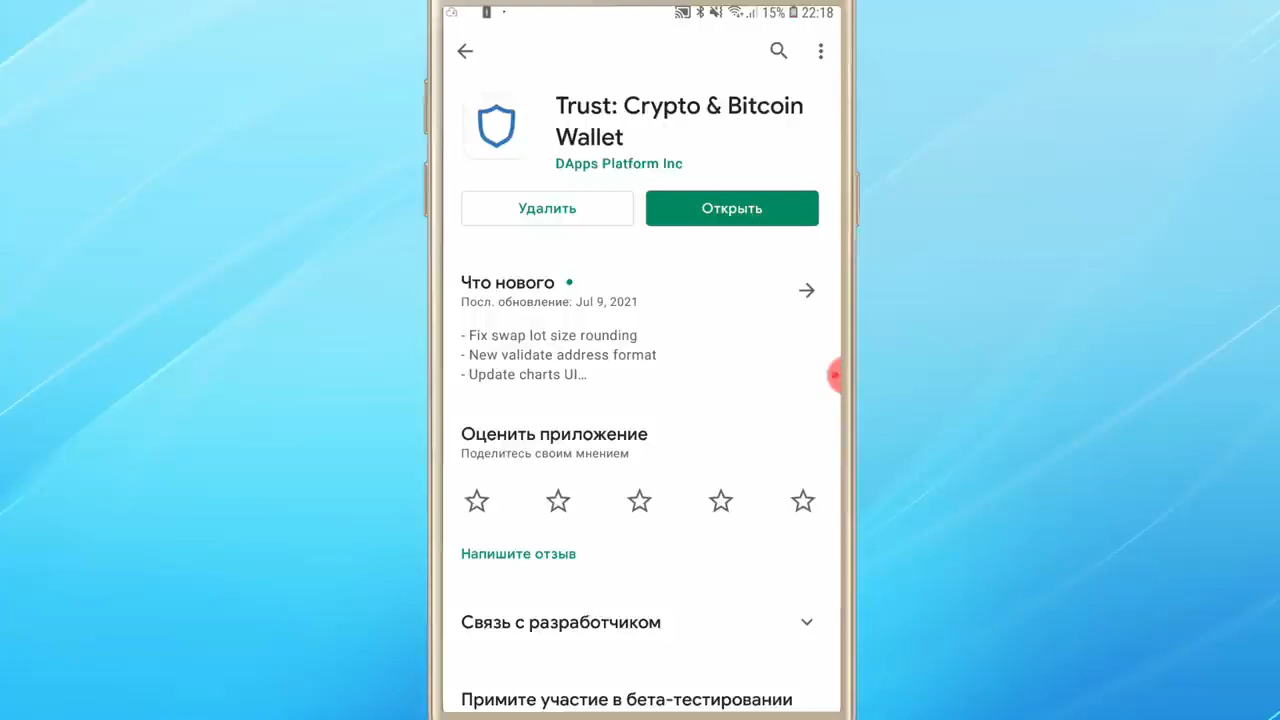 15% 22:18
Trust: Crypto & Bitcoin
Wallet
DApps Platform Inc
Удалить
Открыть
Что нового
Посл. обновление: Jul 9, 2021
- Fix swap lot size rounding
- New validate address format
- Update charts UI...
Оценить приложение
Поделитесь своим мнением
Напишите отзыв
Связь с разработчиком
Примите участие в бета-тестировании